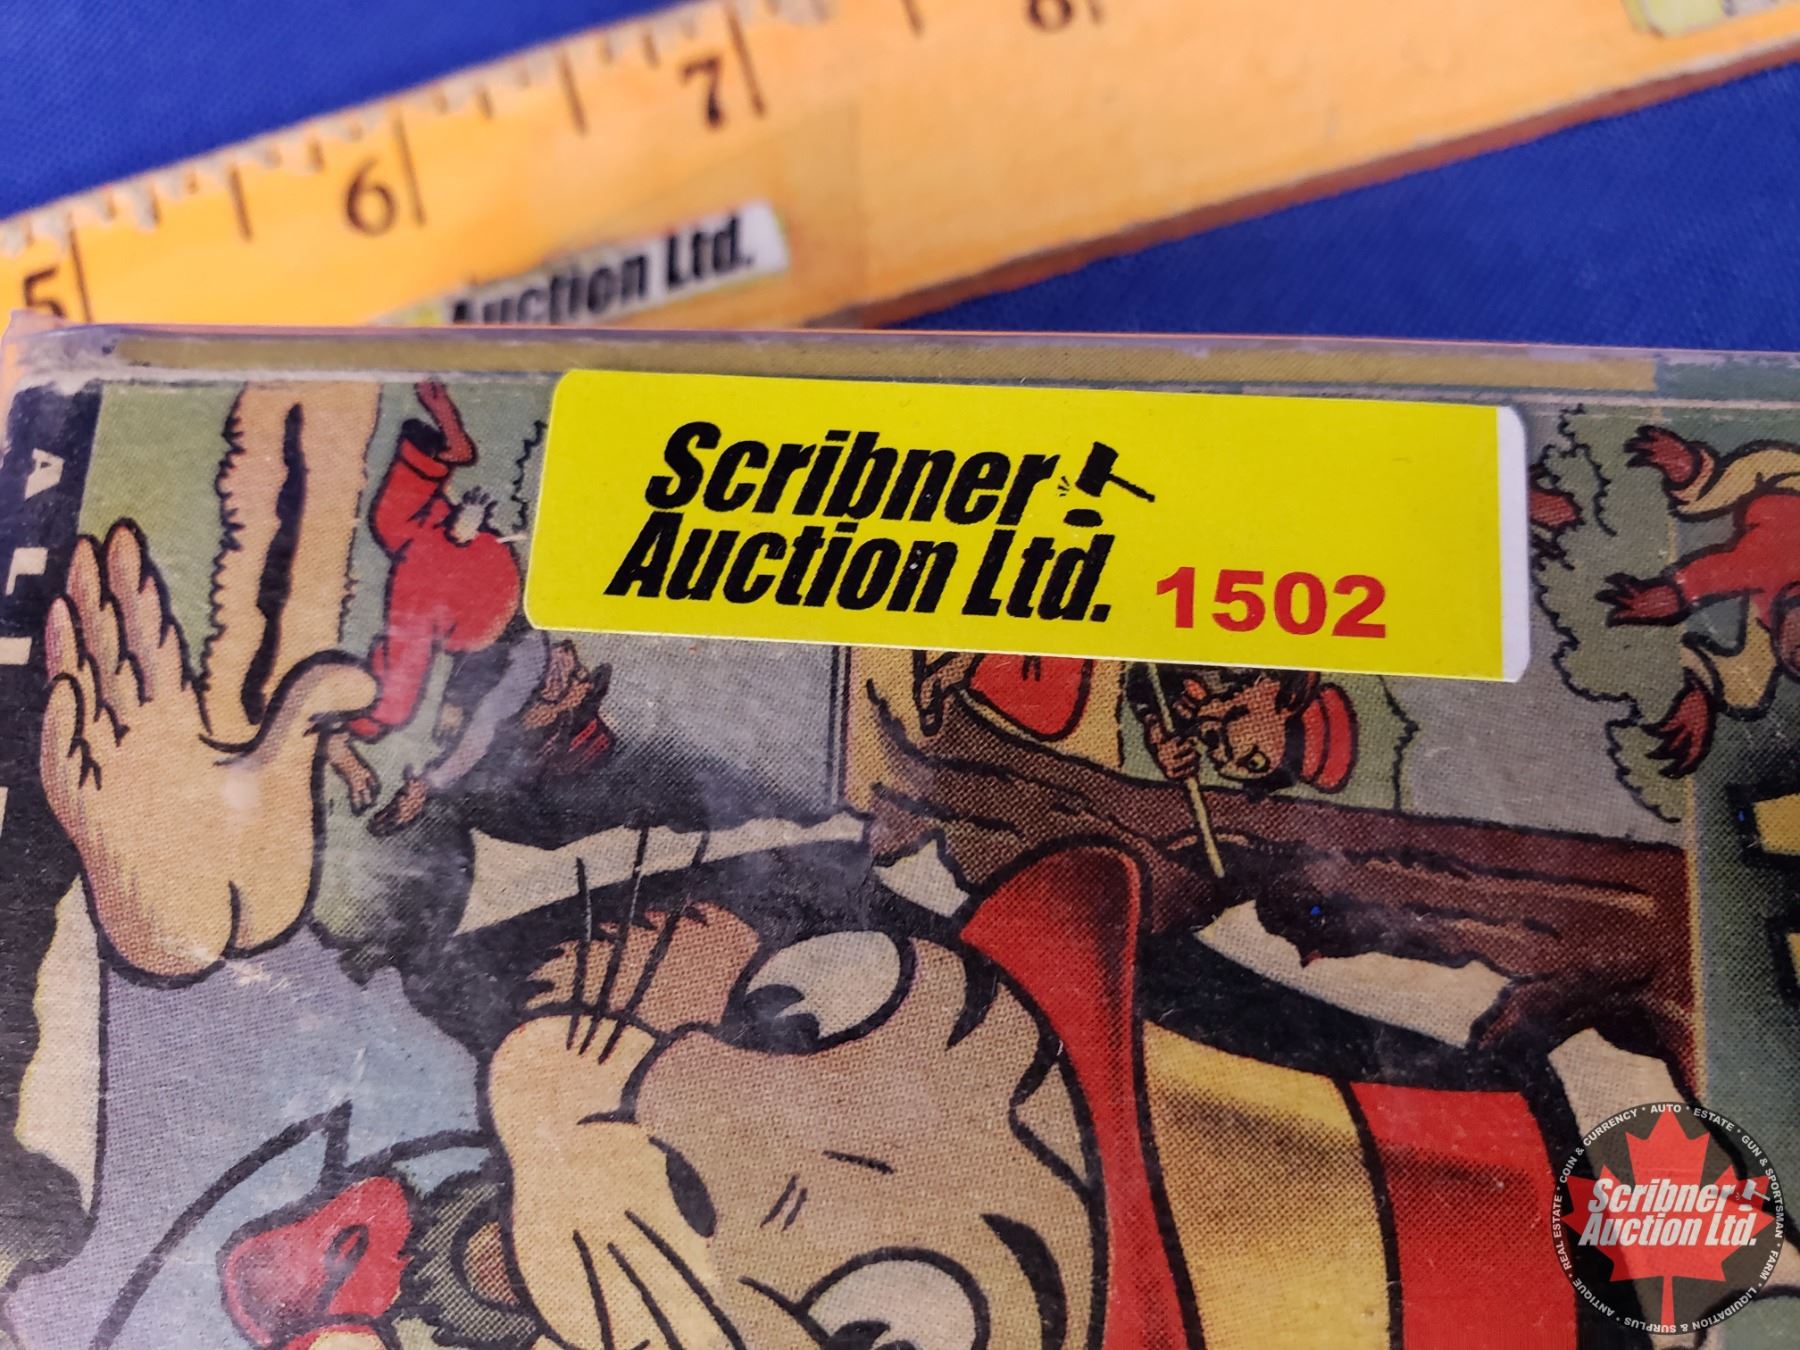 5 6 7 8
Auction Ltd.
Scribner
Auction Ltd. 1502
ALL
COIN & CURRENCY · AUTO · ESTATE · GUN & SPORTSMAN · FARM · LIQUIDATION & SURPLUS · ANTIQUE · REAL ESTATE ·
Scribner
Auction Ltd.